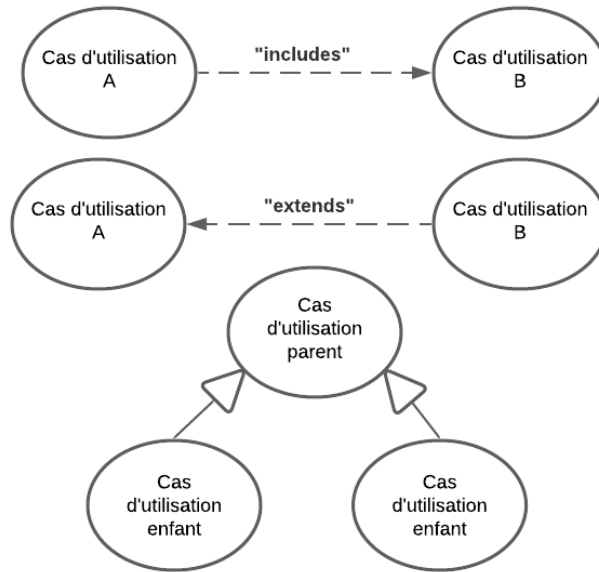 Cas d'utilisation
A
"includes"
Cas d'utilisation
B
Cas d'utilisation
A
"extends"
Cas d'utilisation
B
Cas
d'utilisation
parent
Cas
d'utilisation
enfant
Cas
d'utilisation
enfant